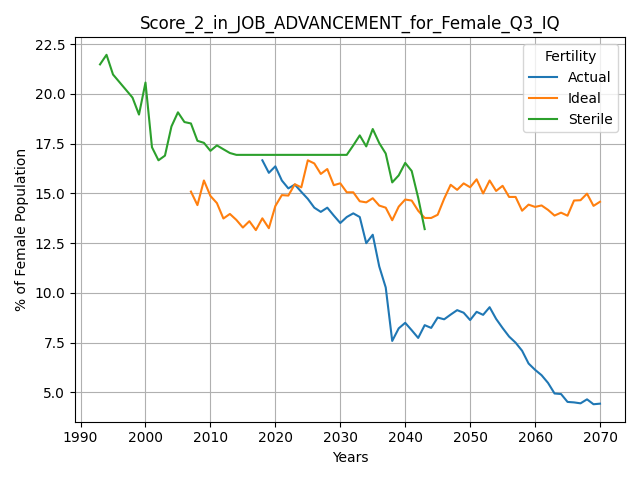 Score_2_in_JOB_ADVANCEMENT_for_Female_Q3_IQ
% of Female Population
22.5
20.0
17.5
15.0
12.5
10.0
7.5
5.0
Fertility
Actual
Ideal
Sterile
1990 2000 2010 2020 2030 2040 2050 2060 2070
Years